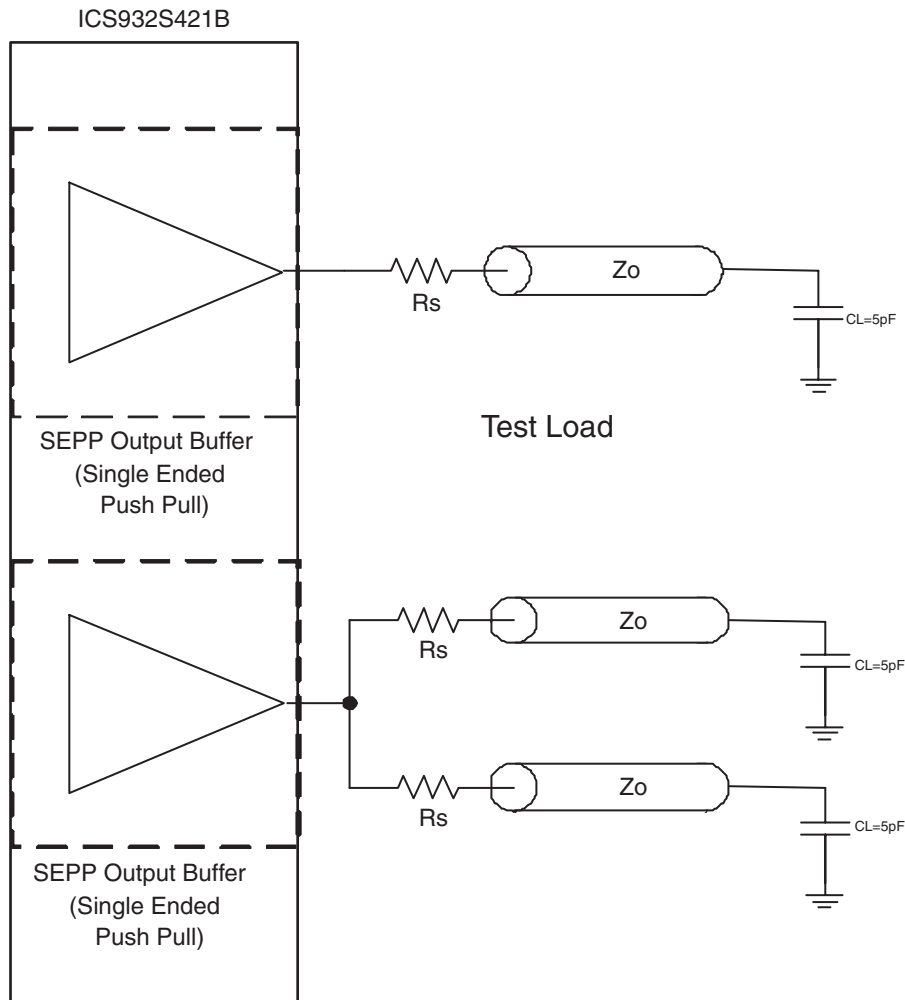 ICS932S421B
Rs
Zo
CL=5pF
SEPP Output Buffer
(Single Ended
Push Pull)
Test Load
Rs
Zo
CL=5pF
Rs
Zo
CL=5pF
SEPP Output Buffer
(Single Ended
Push Pull)